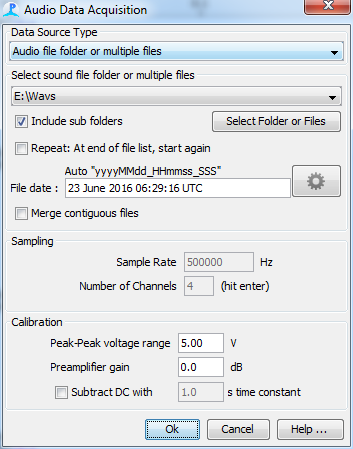 Audio Data Acquisition
Data Source Type
Audio file folder or multiple files
Select sound file folder or multiple files
E:\Wavs
Include sub folders
Select Folder or Files
Repeat: At end of file list, start again
Auto "yyyyMMdd_HHmmss_SSS"
File date : 23 June 2016 06:29:16 UTC
Merge contiguous files
Sampling
Sample Rate 500000 Hz
Number of Channels 4 (hit enter)
Calibration
Peak-Peak voltage range 5.00 V
Preamplifier gain 0.0 dB
Subtract DC with 1.0 s time constant
Ok Cancel Help ...